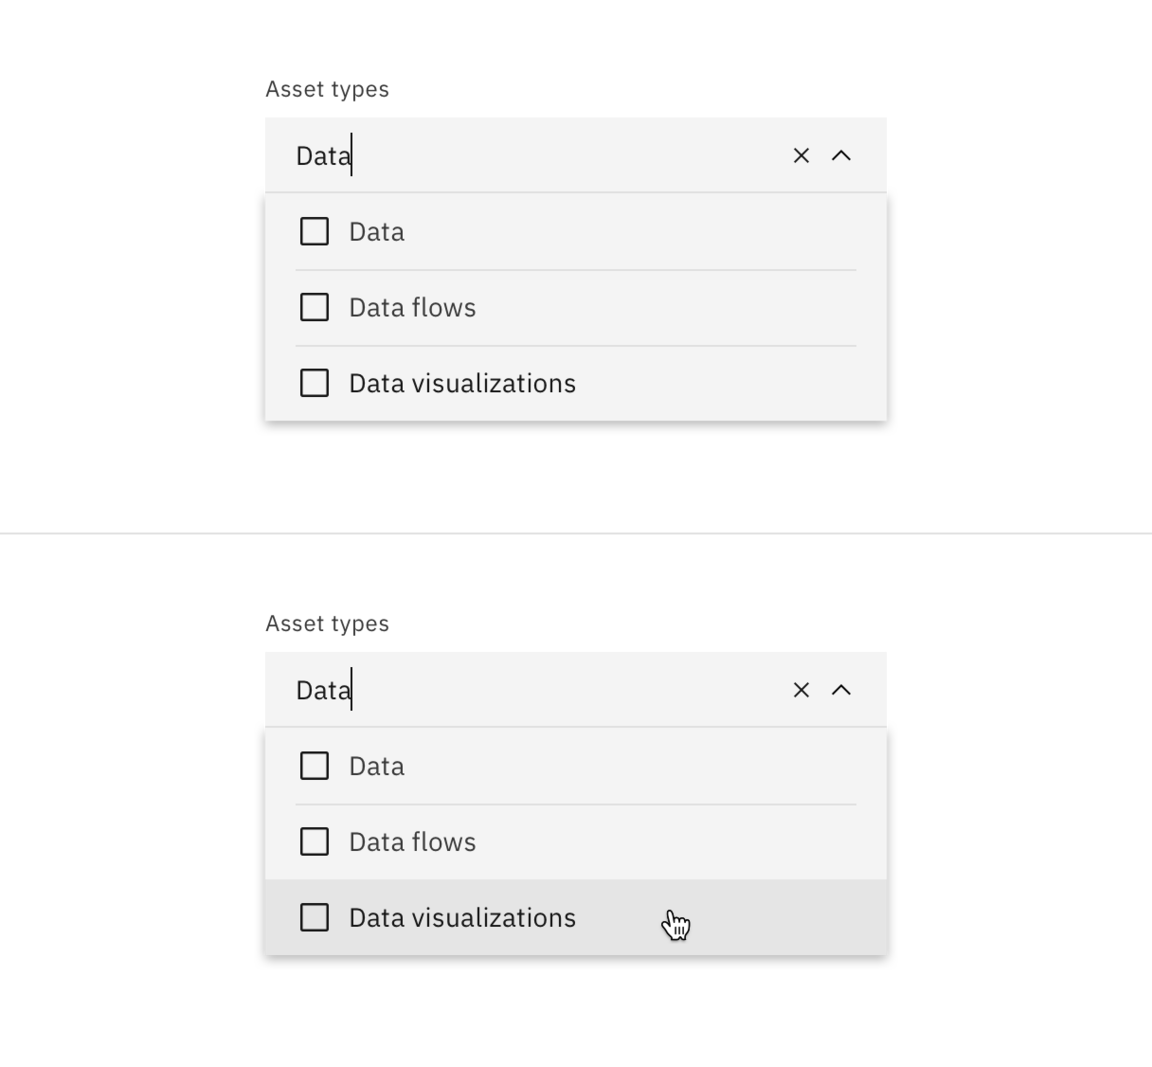 Asset types
Data
Data
Data flows
Data visualizations
Asset types
Data
Data
Data flows
Data visualizations